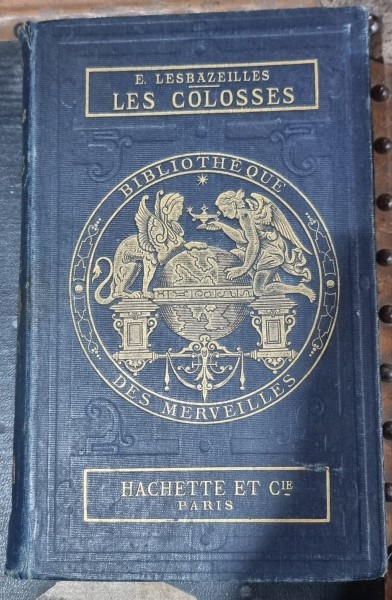 E. LESBAZEILLES
LES COLOSSES
BIBLIOTHÈQUE
DES MERVEILLES
HACHETTE ET CIE
PARIS